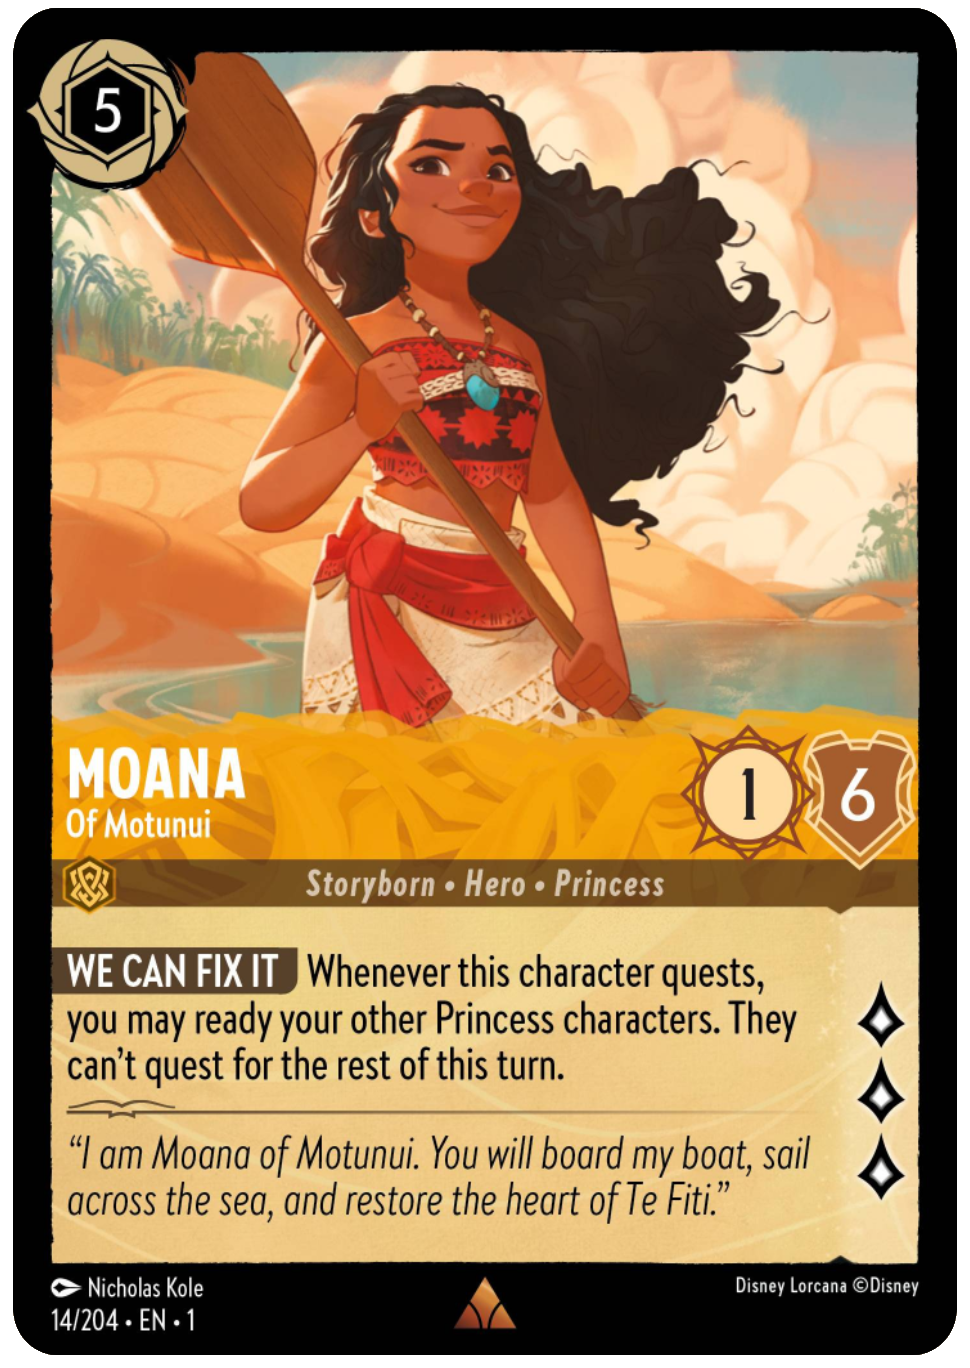 5
MOANA
Of Motunui
1
6
Storyborn • Hero • Princess
WE CAN FIX IT Whenever this character quests,
you may ready your other Princess characters. They
can’t quest for the rest of this turn.
“I am Moana of Motunui. You will board my boat, sail
across the sea, and restore the heart of Te Fiti.”
Nicholas Kole
Disney Lorcana ©Disney
14/204 • EN • 1